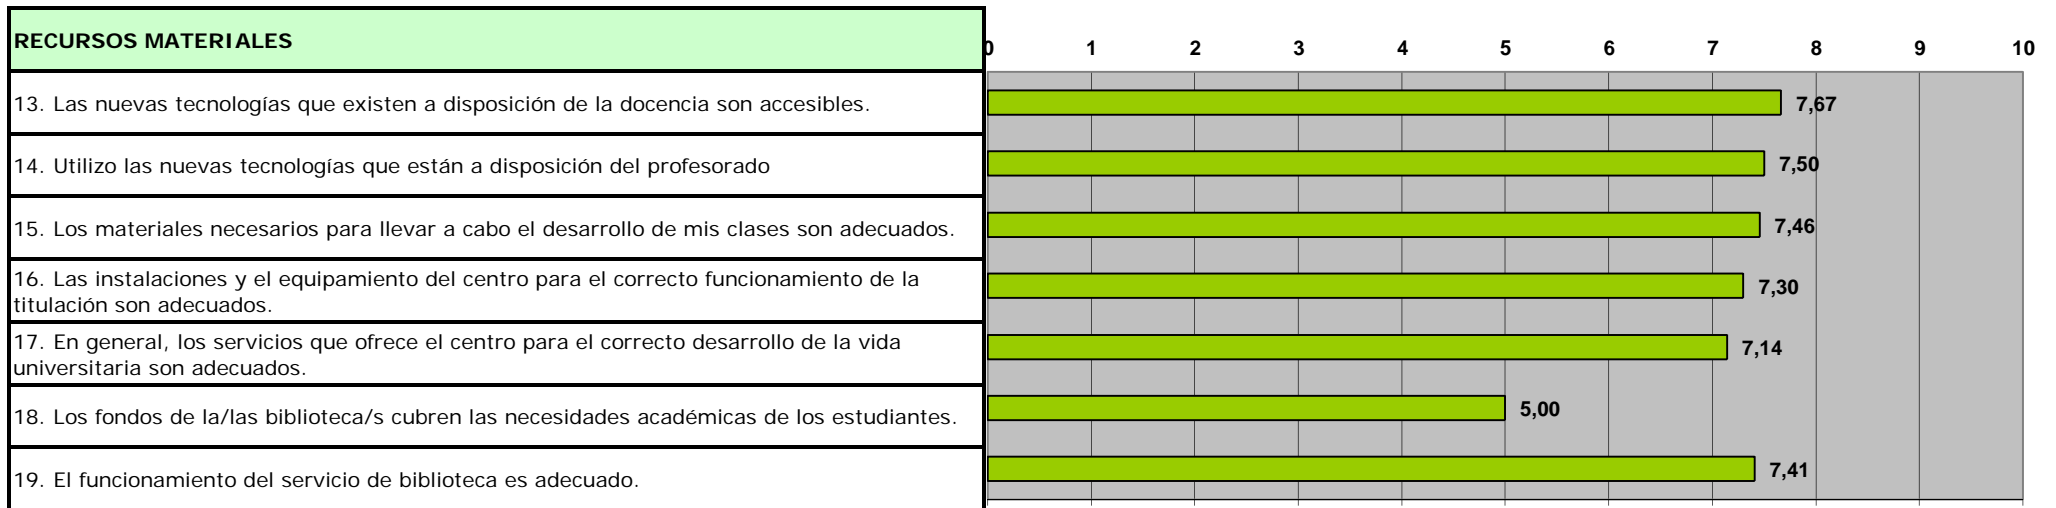 RECURSOS MATERIALES
0 1 2 3 4 5 6 7 8 9 10
13. Las nuevas tecnologías que existen a disposición de la docencia son accesibles.
7,67
14. Utilizo las nuevas tecnologías que están a disposición del profesorado
7,50
15. Los materiales necesarios para llevar a cabo el desarrollo de mis clases son adecuados.
7,46
16. Las instalaciones y el equipamiento del centro para el correcto funcionamiento de la
titulación son adecuados.
7,30
17. En general, los servicios que ofrece el centro para el correcto desarrollo de la vida
universitaria son adecuados.
7,14
18. Los fondos de la/las biblioteca/s cubren las necesidades académicas de los estudiantes.
5,00
19. El funcionamiento del servicio de biblioteca es adecuado.
7,41